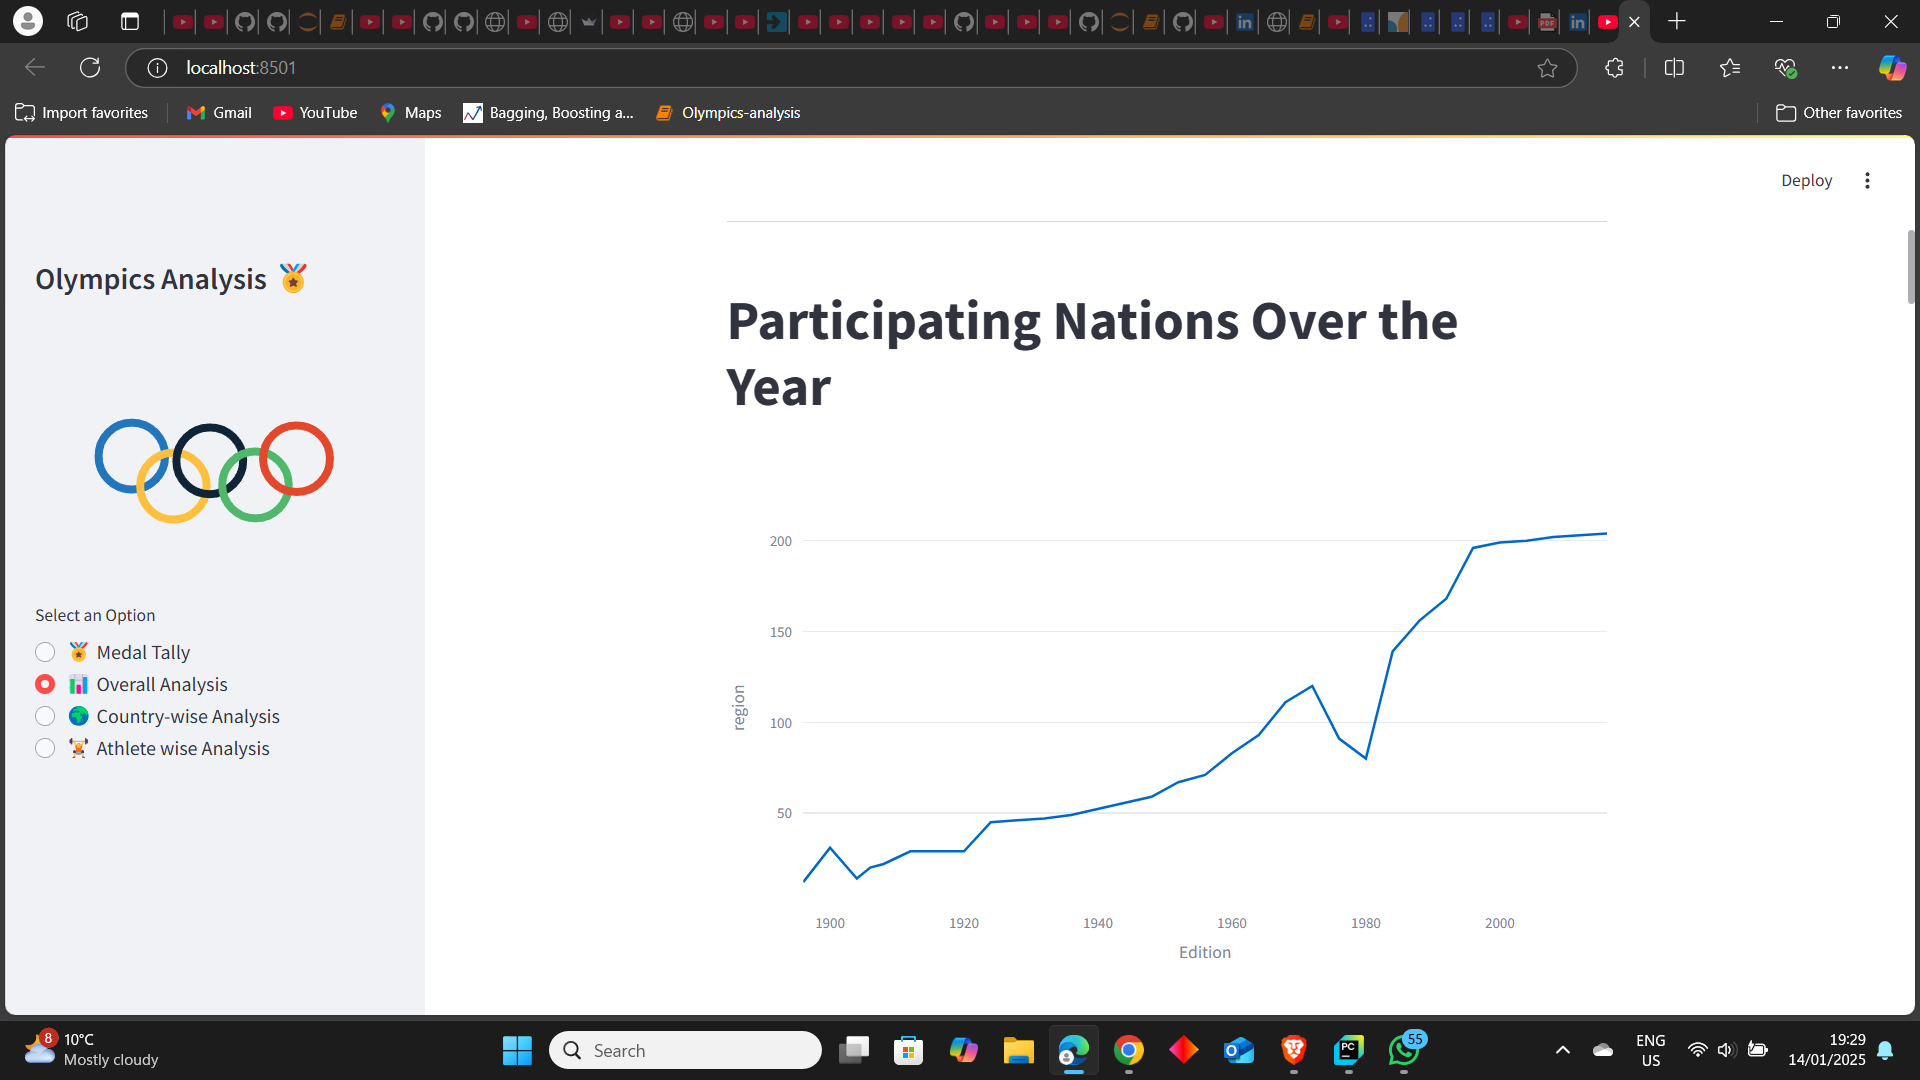 localhost:8501
Import favorites
Gmail
YouTube
Maps
Bagging, Boosting a...
Olympics-analysis
Other favorites
Deploy
Olympics Analysis
Select an Option
Medal Tally
Overall Analysis
Country-wise Analysis
Athlete wise Analysis
Participating Nations Over the
Year
200
150
100
50
region
1900
1920
1940
1960
1980
2000
Edition
8
10°C
Mostly cloudy
Search
55
ENG
US
19:29
14/01/2025